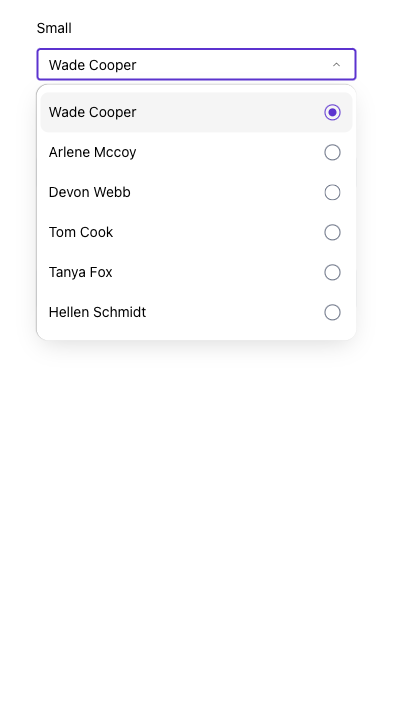 Small
Wade Cooper
Wade Cooper
Arlene Mccoy
Devon Webb
Tom Cook
Tanya Fox
Hellen Schmidt